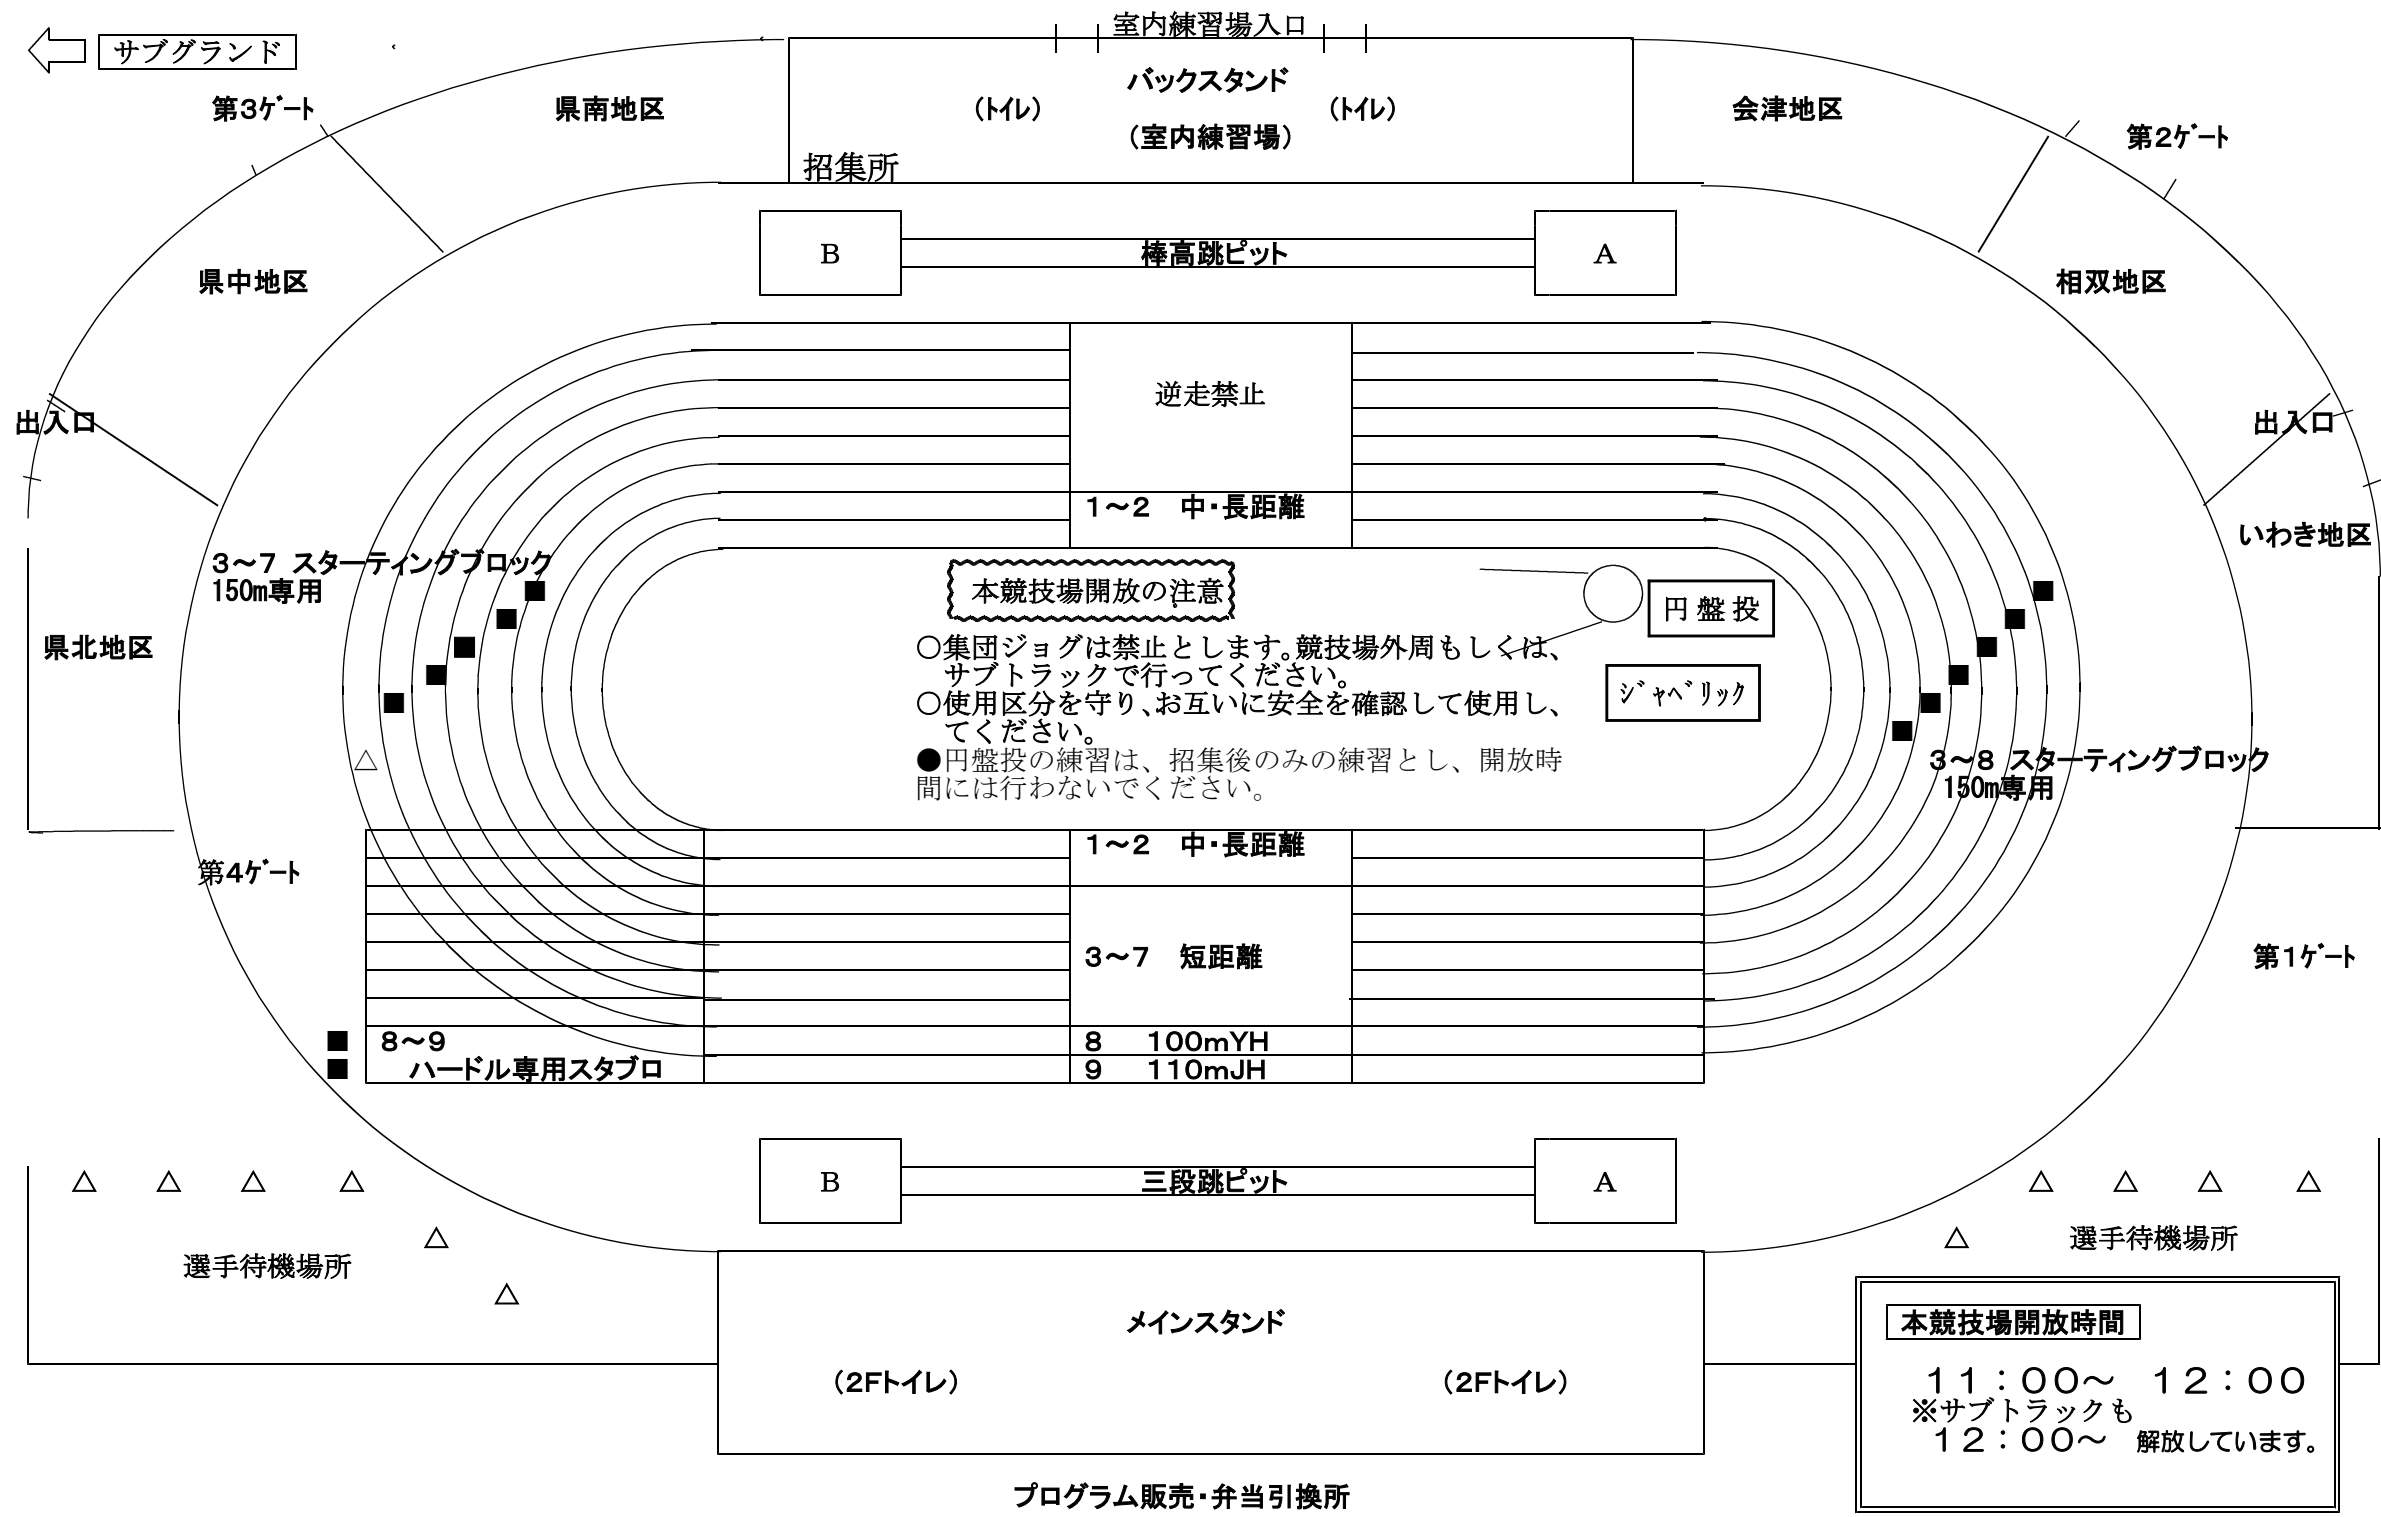 室内練習場入口
サブグランド
バックスタンド
第3ゲート
県南地区
（トイレ）
（トイレ）
会津地区
第2ゲート
（室内練習場）
招集所
B
棒高跳ピット
A
県中地区
相双地区
逆走禁止
出入口
出入口
1～2 中・長距離
いわき地区
3～7 スターティングブロック
150m専用
本競技場開放の注意
円盤投
県北地区
○集団ジョグは禁止とします。競技場外周もしくは、
サブトラックで行ってください。
ジャベリック
○使用区分を守り、お互いに安全を確認して使用し、
てください。
●円盤投の練習は、招集後のみの練習とし、開放時
間には行わないでください。
3～8 スターティングブロック
150m専用
1～2 中・長距離
第4ゲート
3～7 短距離
第1ゲート
8～9
ハードル専用スタブロ
8 100mYH
9 110mJH
B
三段跳ピット
A
選手待機場所
選手待機場所
メインスタンド
（2Fトイレ）
（2Fトイレ）
本競技場開放時間
11：00～ 12：00
※サブトラックも
12：00～ 解放しています。
プログラム販売・弁当引換所